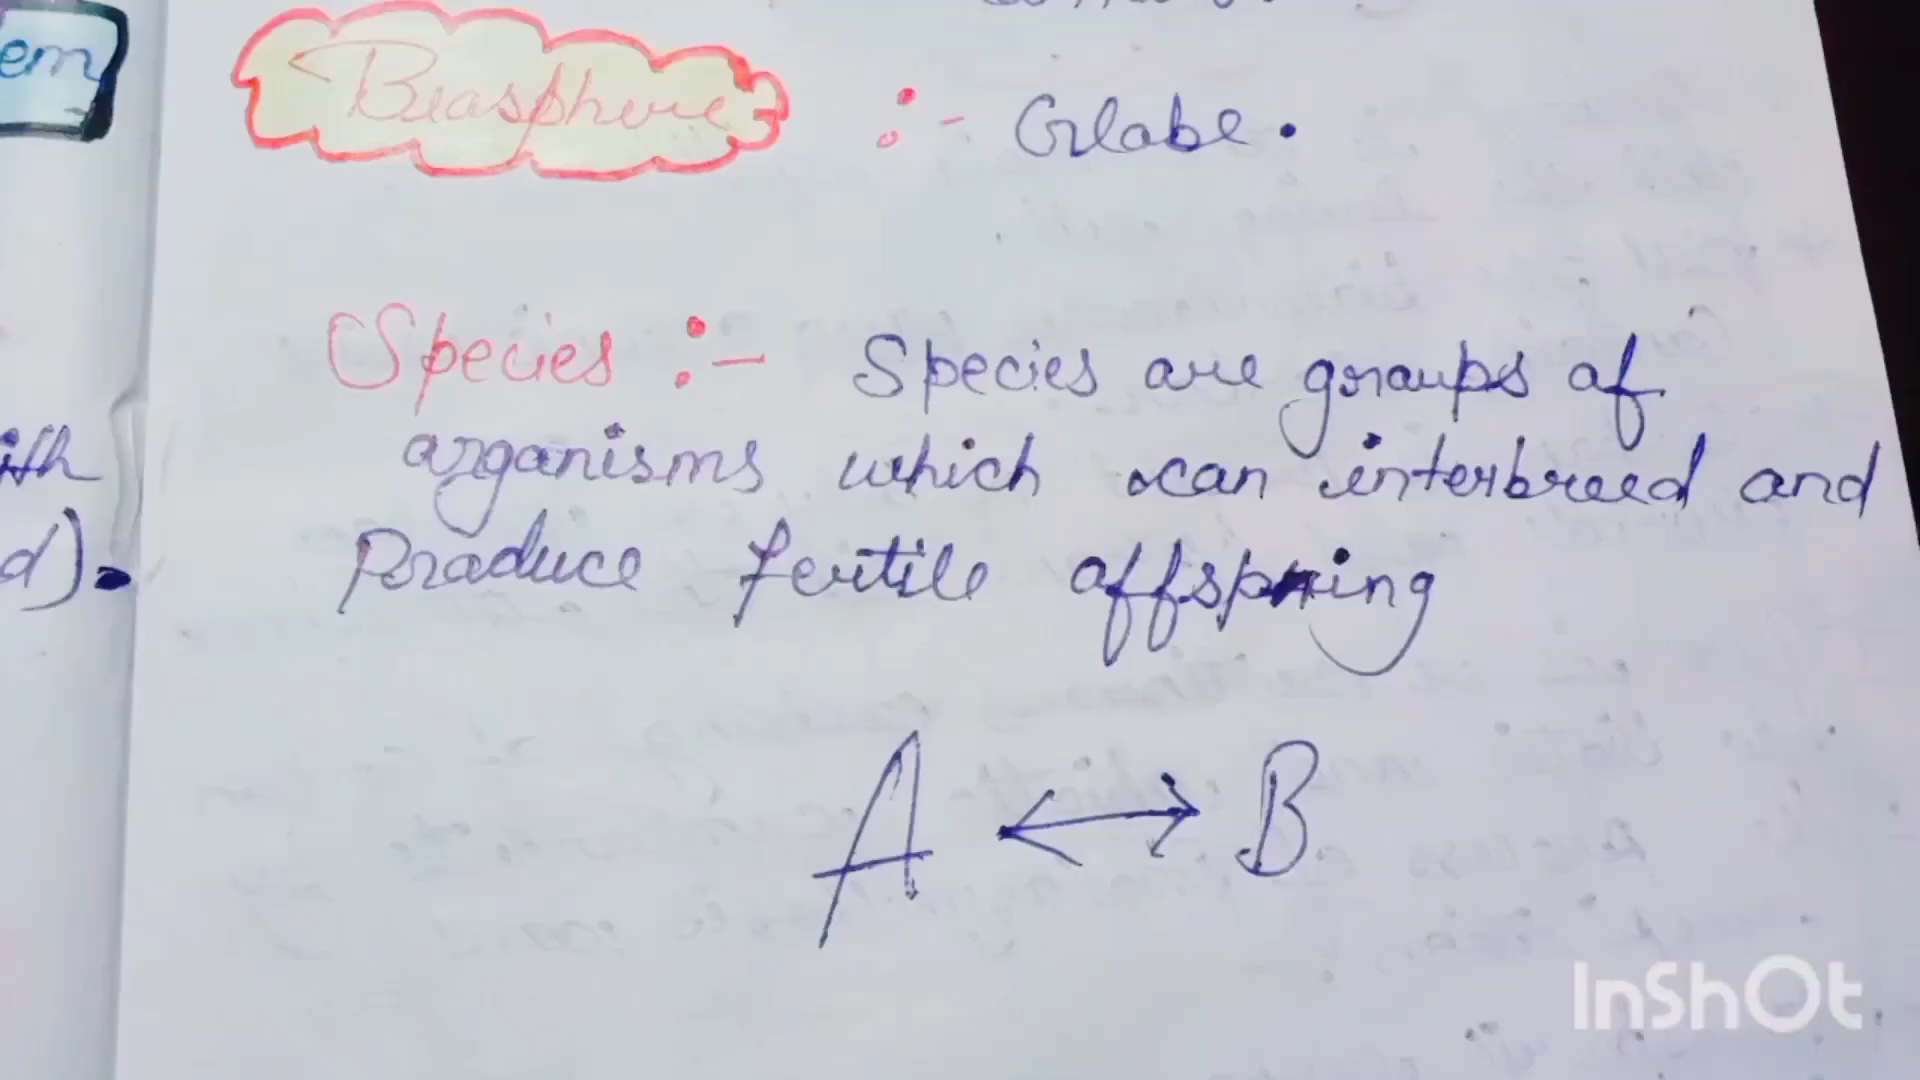 em
Biosphere :- Globe.
Species :- Species are groups of
organisms which can interbreed and
Produce fertile offspring
A ↔ B
ith
d).
InShOt